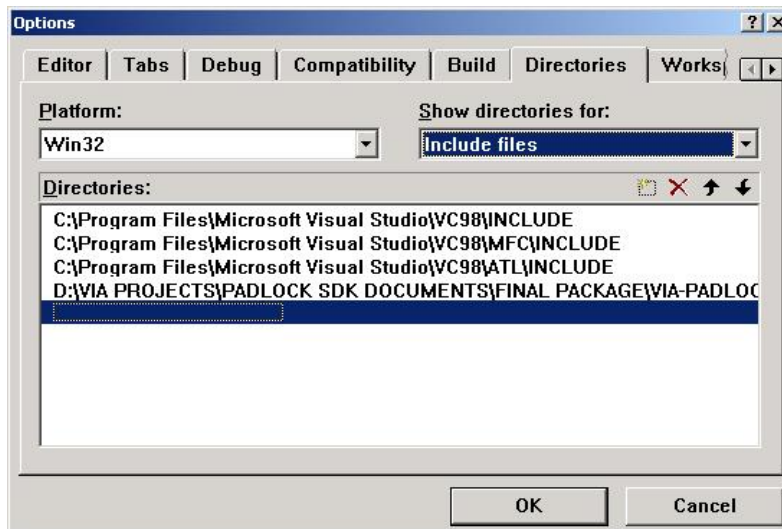 Options
Editor Tabs Debug Compatibility Build Directories Works
Platform: Show directories for:
Win32 Include files
Directories:
C:\Program Files\Microsoft Visual Studio\VC98\INCLUDE
C:\Program Files\Microsoft Visual Studio\VC98\MFC\INCLUDE
C:\Program Files\Microsoft Visual Studio\VC98\ATL\INCLUDE
D:\VIA PROJECTS\PADLOCK SDK DOCUMENTS\FINAL PACKAGE\VIA-PADLOC
OK Cancel